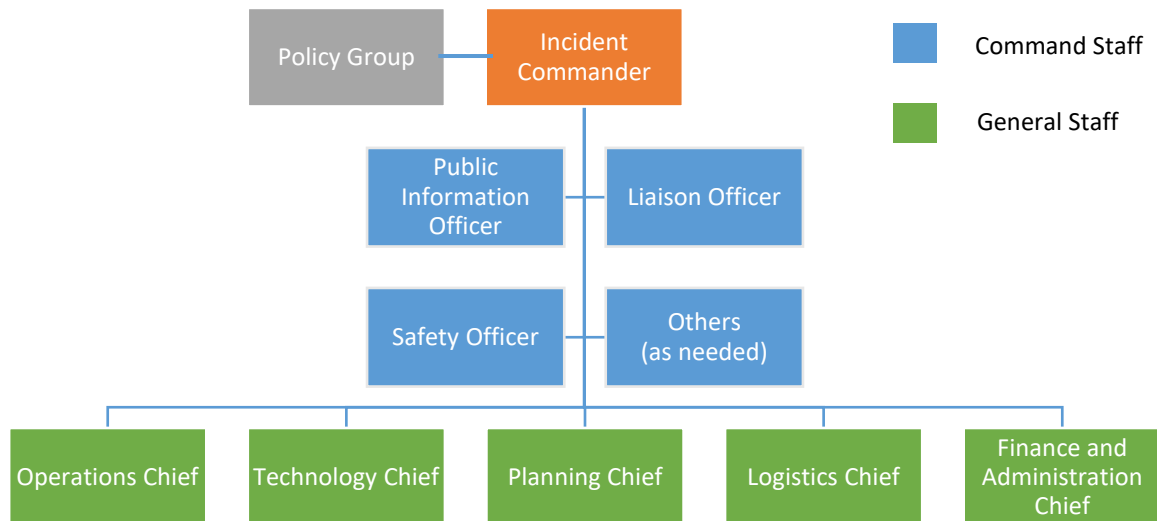 Policy Group
Incident
Commander
Command Staff
General Staff
Public
Information
Officer
Liaison Officer
Safety Officer
Others
(as needed)
Operations Chief
Technology Chief
Planning Chief
Logistics Chief
Finance and
Administration
Chief